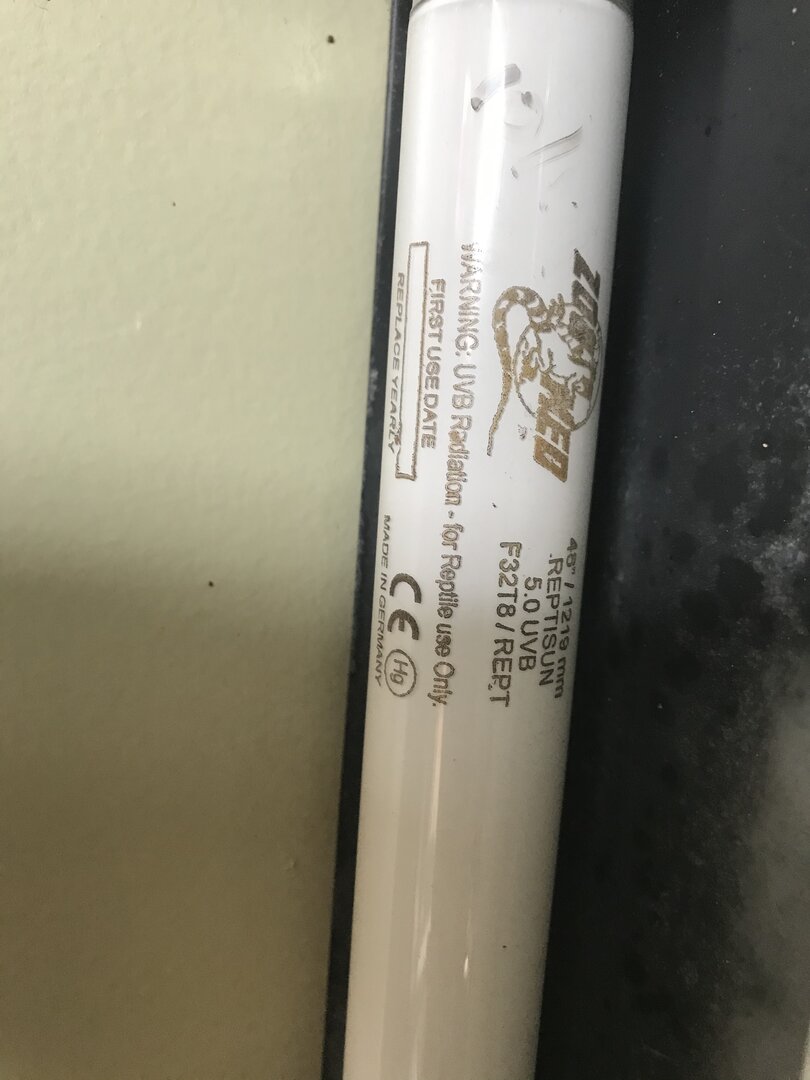 ZOO MED
48" / 1219 mm
REPTISUN
5.0 UVB
F32T8 / REPT
WARNING: UVB Radiation - for Reptile use Only.
FIRST USE DATE
REPLACE YEARLY
CE Hg
MADE IN GERMANY